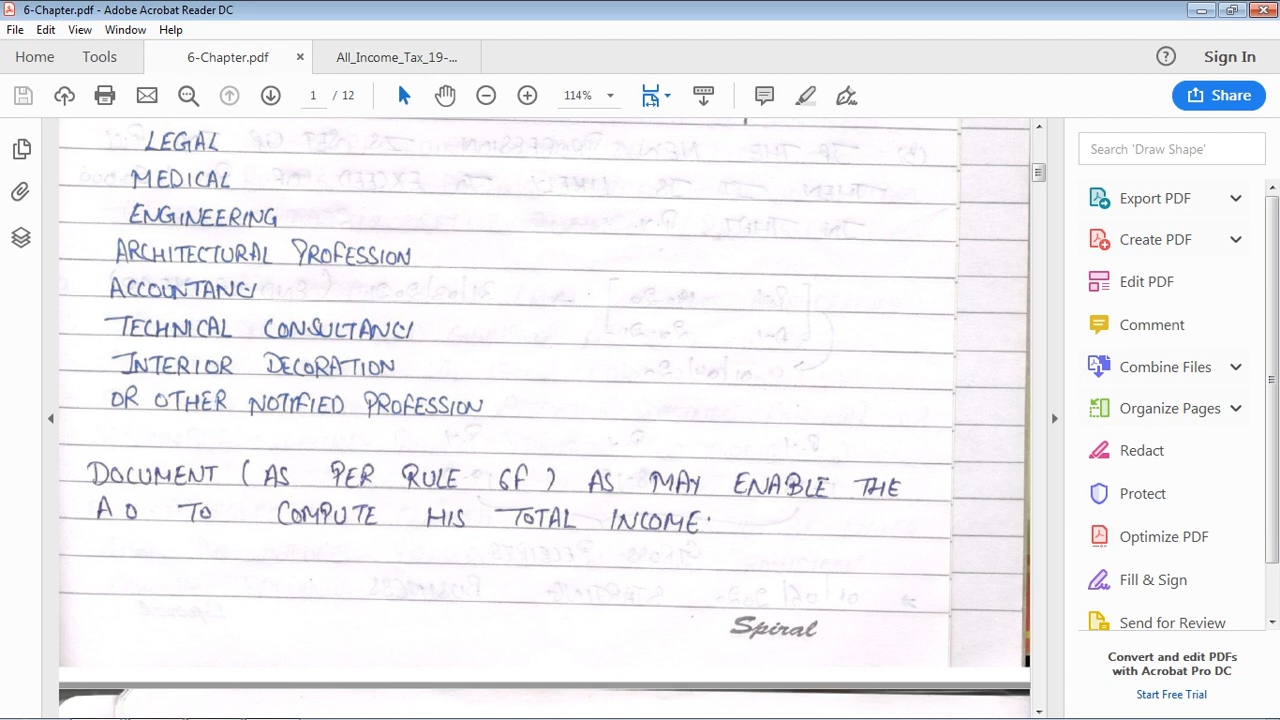 6-Chapter.pdf - Adobe Acrobat Reader DC
File Edit View Window Help
Home Tools 6-Chapter.pdf × All_Income_Tax_19-... ? Sign In
1 / 12 114% Share
LEGAL
MEDICAL
ENGINEERING
ARCHITECTURAL PROFESSION
ACCOUNTANCY
TECHNICAL CONSULTANCY
INTERIOR DECORATION
OR OTHER NOTIFIED PROFESSION
DOCUMENT (AS PER RULE 6F) AS MAY ENABLE THE
AO TO COMPUTE HIS TOTAL INCOME.
Spiral
Search 'Draw Shape'
Export PDF
Create PDF
Edit PDF
Comment
Combine Files
Organize Pages
Redact
Protect
Optimize PDF
Fill & Sign
Send for Review
Convert and edit PDFs
with Acrobat Pro DC
Start Free Trial